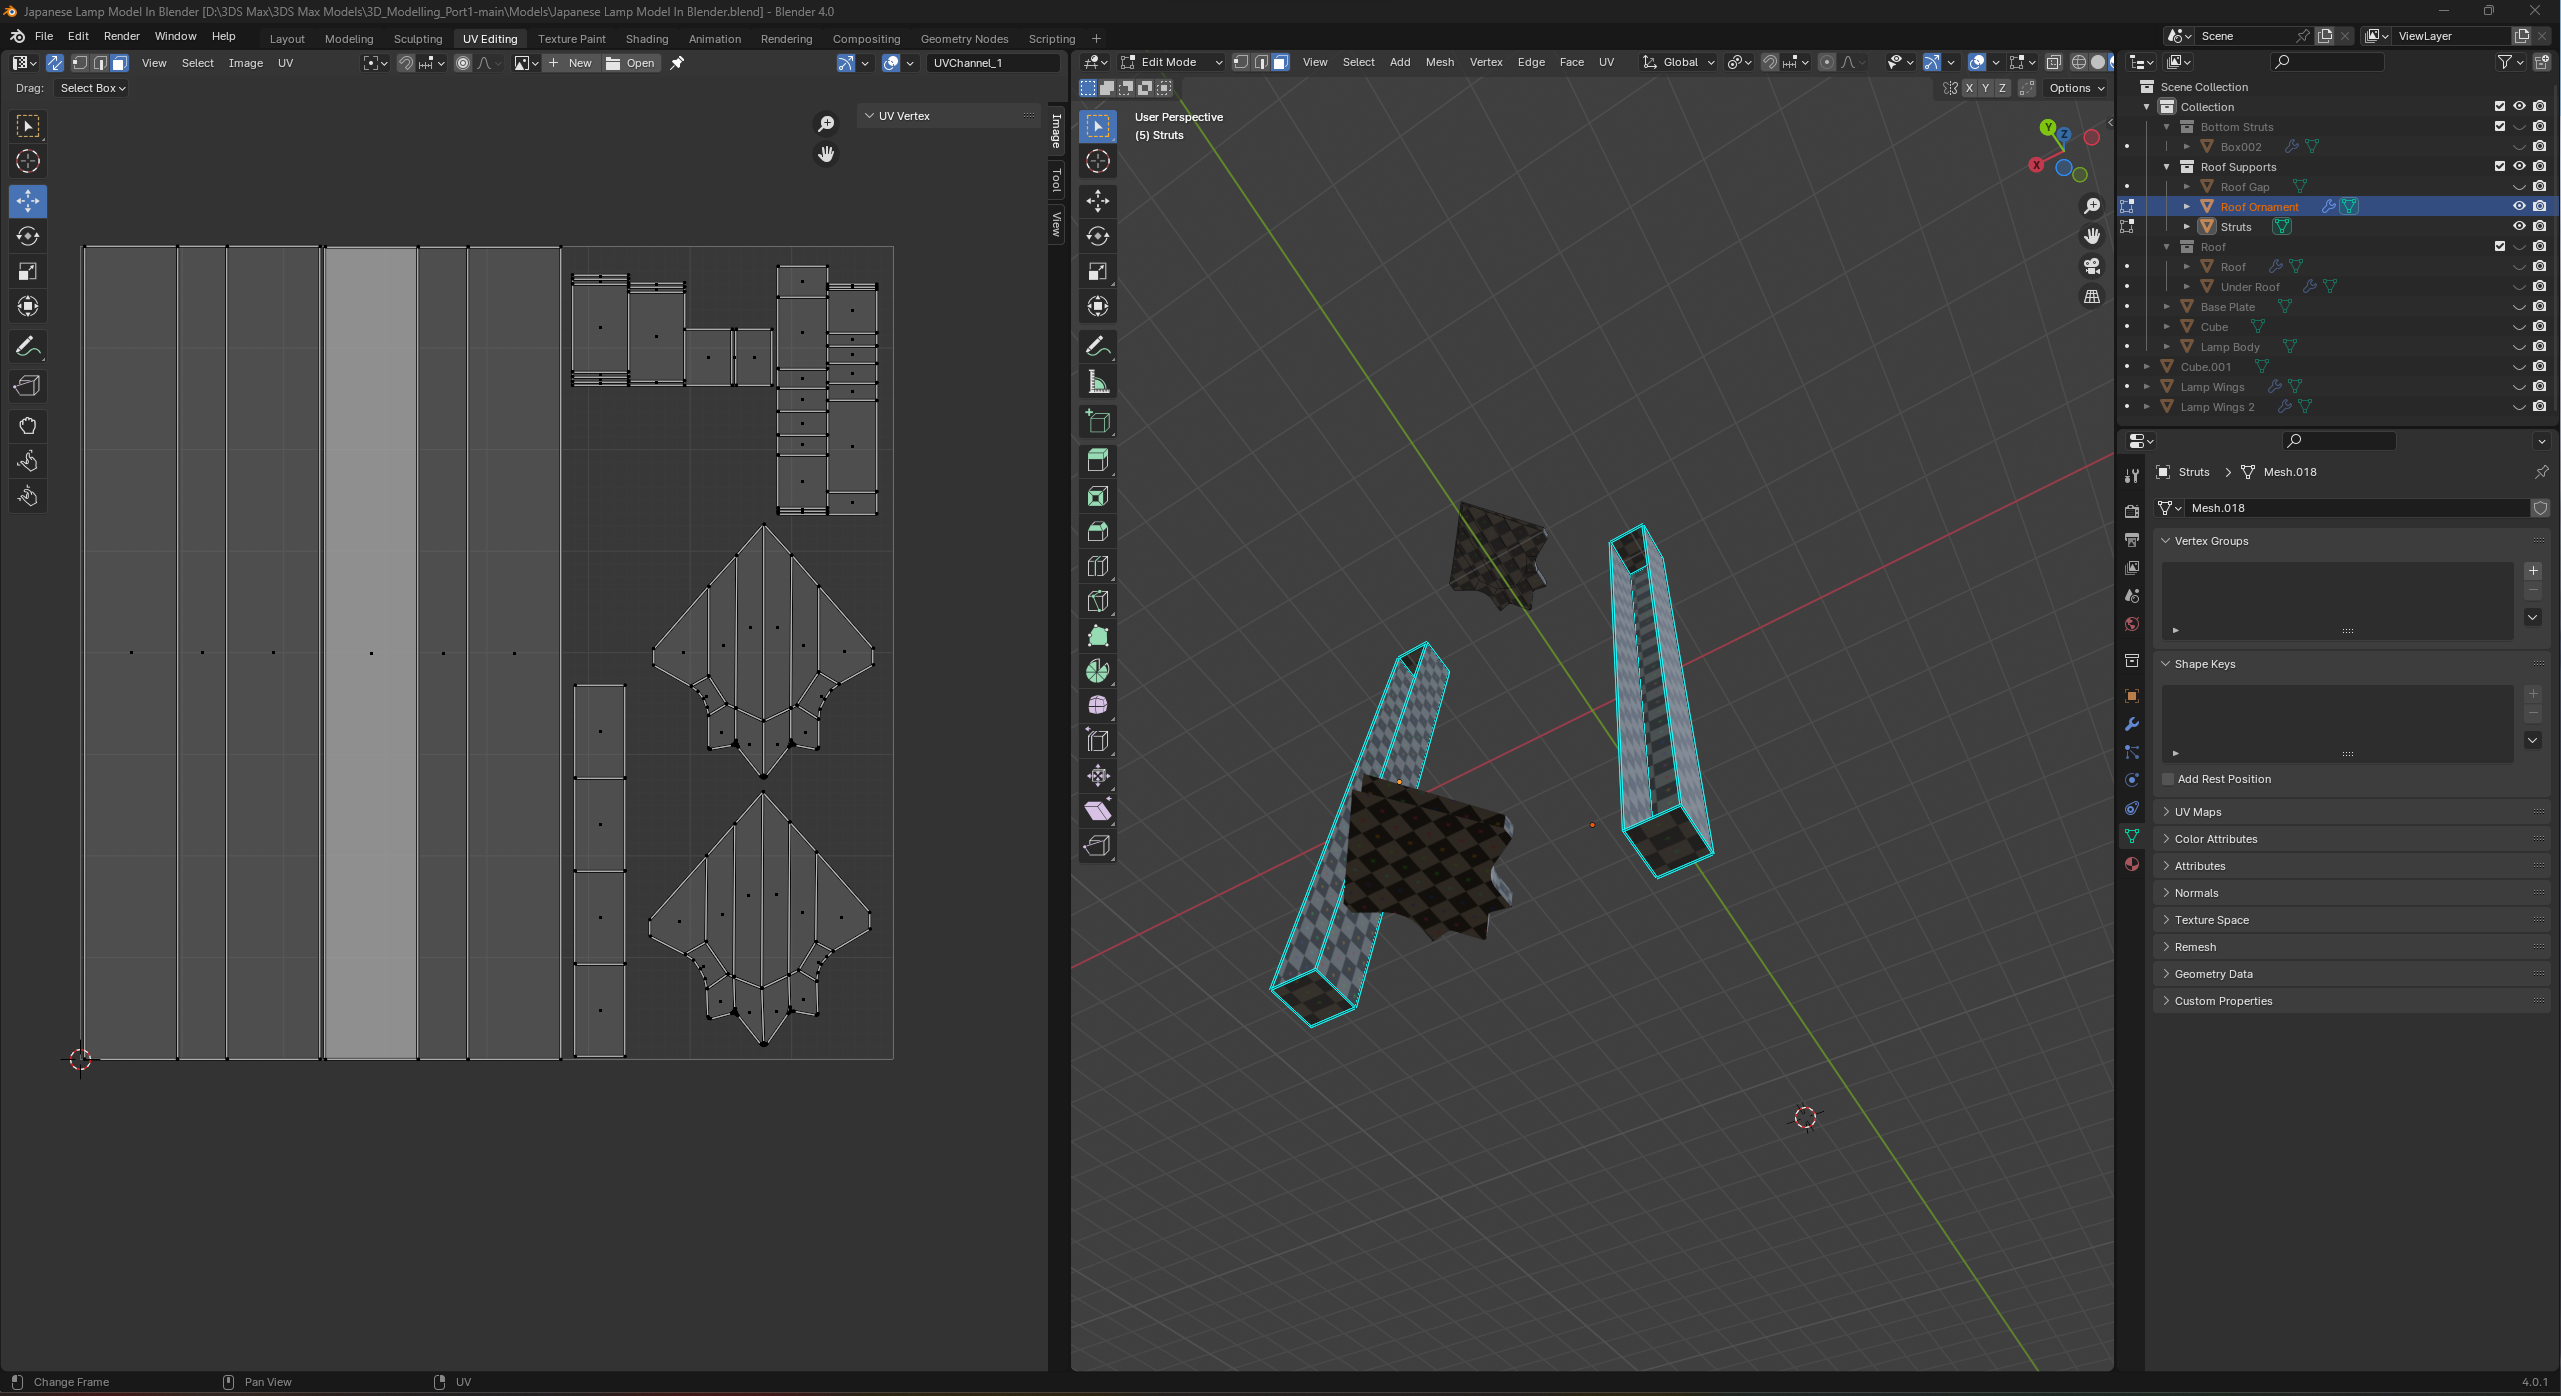 Japanese Lamp Model In Blender [D:\3DS Max\3DS Max Models\3D_Modelling_Port1-main\Models\Japanese Lamp Model In Blender.blend] - Blender 4.0
File Edit Render Window Help Layout Modeling Sculpting UV Editing Texture Paint Shading Animation Rendering Compositing Geometry Nodes Scripting + Scene ViewLayer
View Select Image UV New Open UVChannel_1
Drag: Select Box
UV Vertex
Image
Tool
View
Edit Mode View Select Add Mesh Vertex Edge Face UV Global
X Y Z Options
User Perspective
(5) Struts
Y
Z
X
Scene Collection
Collection
Bottom Struts
Box002
Roof Supports
Roof Gap
Roof Ornament
Struts
Roof
Roof
Under Roof
Base Plate
Cube
Lamp Body
Cube.001
Lamp Wings
Lamp Wings 2
Struts > Mesh.018
Mesh.018
Vertex Groups
Shape Keys
Add Rest Position
UV Maps
Color Attributes
Attributes
Normals
Texture Space
Remesh
Geometry Data
Custom Properties
Change Frame Pan View UV 4.0.1